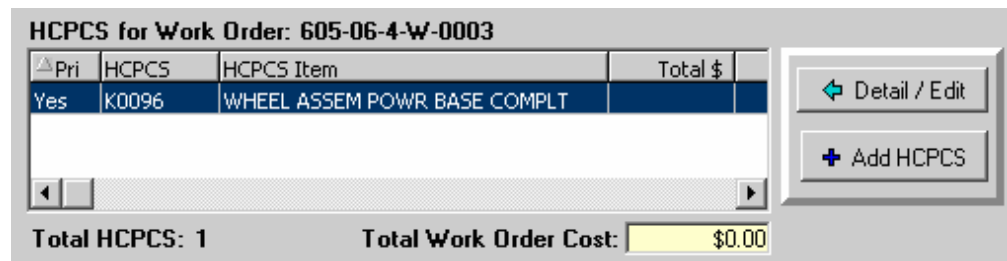 HCPCS for Work Order: 605-06-4-W-0003
Pri HCPCS HCPCS Item Total $
Yes K0096 WHEEL ASSEM POWR BASE COMPLT
Detail / Edit
Add HCPCS
Total HCPCS: 1 Total Work Order Cost: $0.00